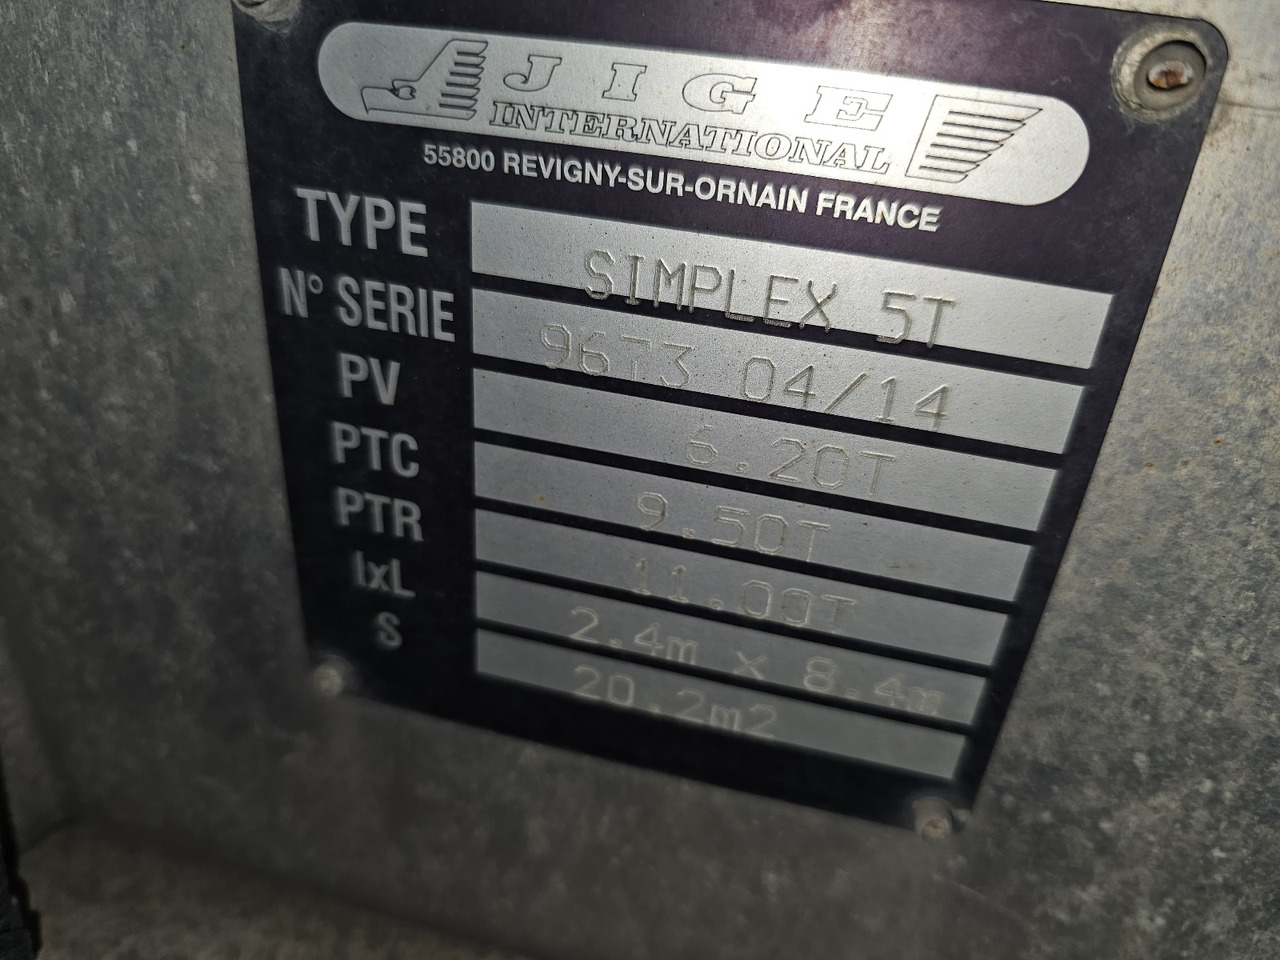 JIGE
INTERNATIONAL
55800 REVIGNY-SUR-ORNAIN FRANCE
TYPE SIMPLEX 5T
N° SERIE 9673 04/14
PV 6.20T
PTC 9.50T
PTR 11.00T
lxL 2.4m x 8.4m
S 20.2m2